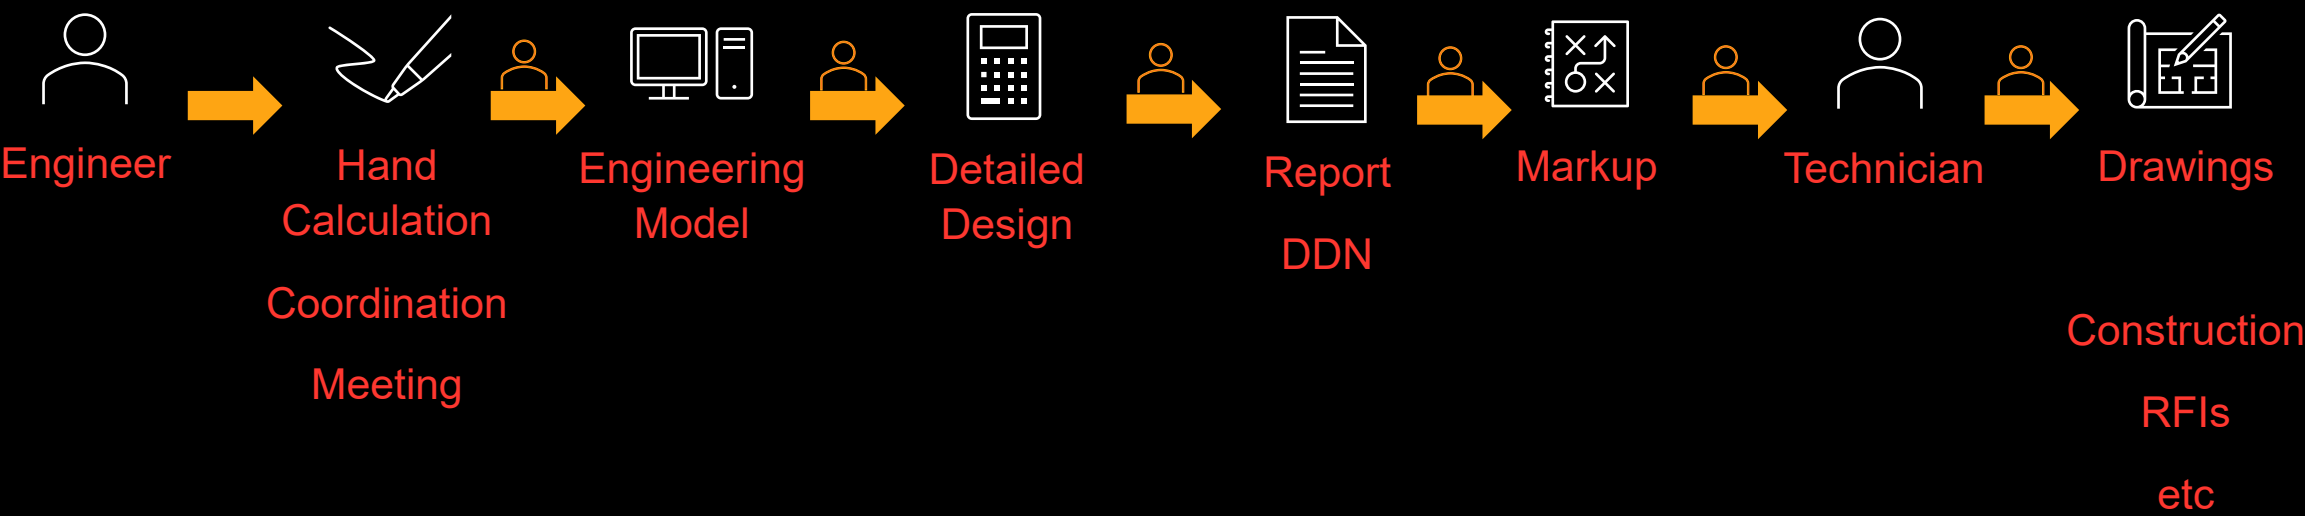 Engineer
Hand
Calculation
Coordination
Meeting
Engineering
Model
Detailed
Design
Report
DDN
Markup
Technician
Drawings
Construction
RFIs
etc